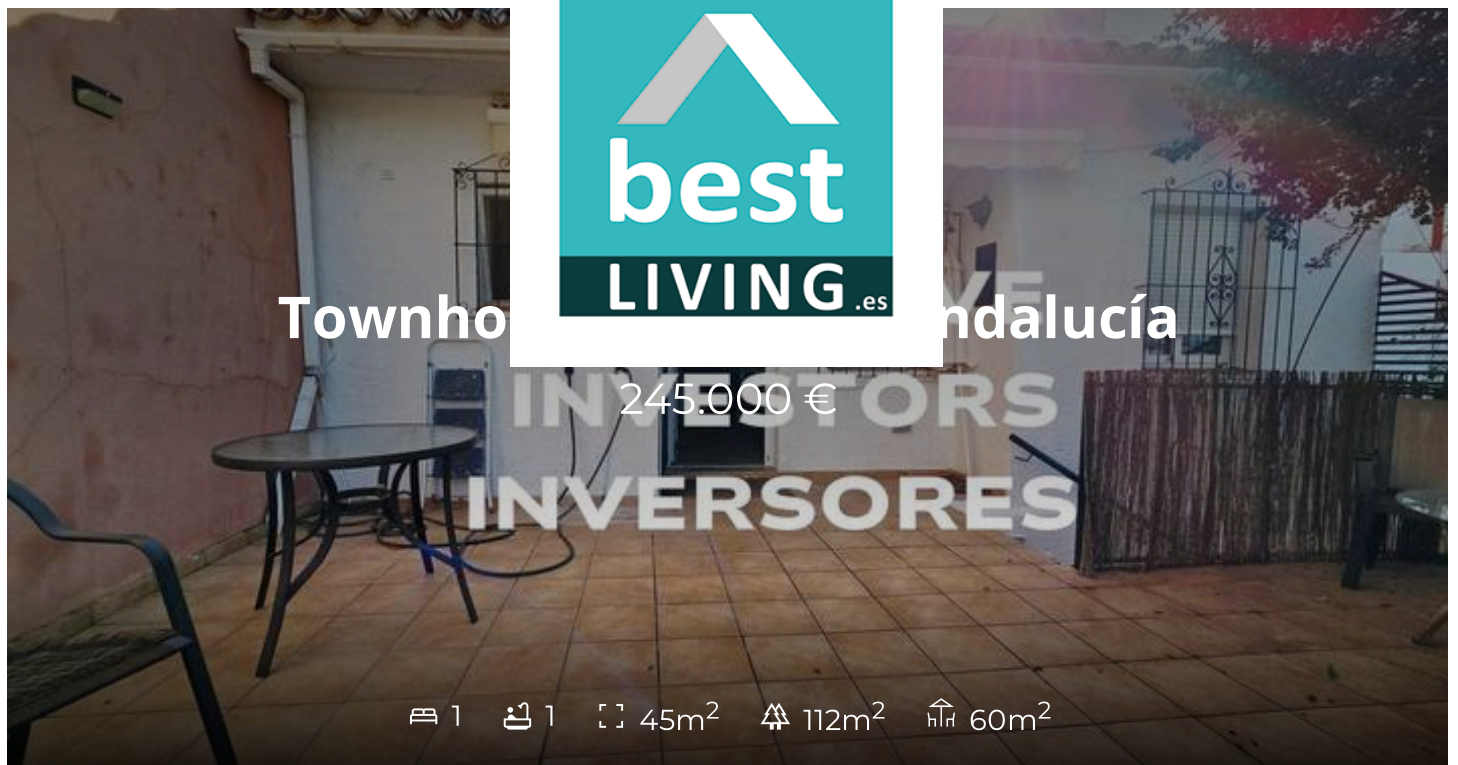 best
LIVING.es
Townho ndalucía
245.000 €
INVESTORS
INVERSORES
1 1 45m² 112m² 60m²